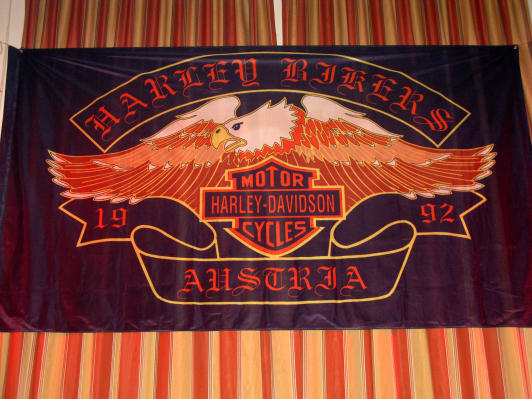 HARLEY BIKERS
MOTOR
HARLEY-DAVIDSON
CYCLES
19 92
AUSTRIA